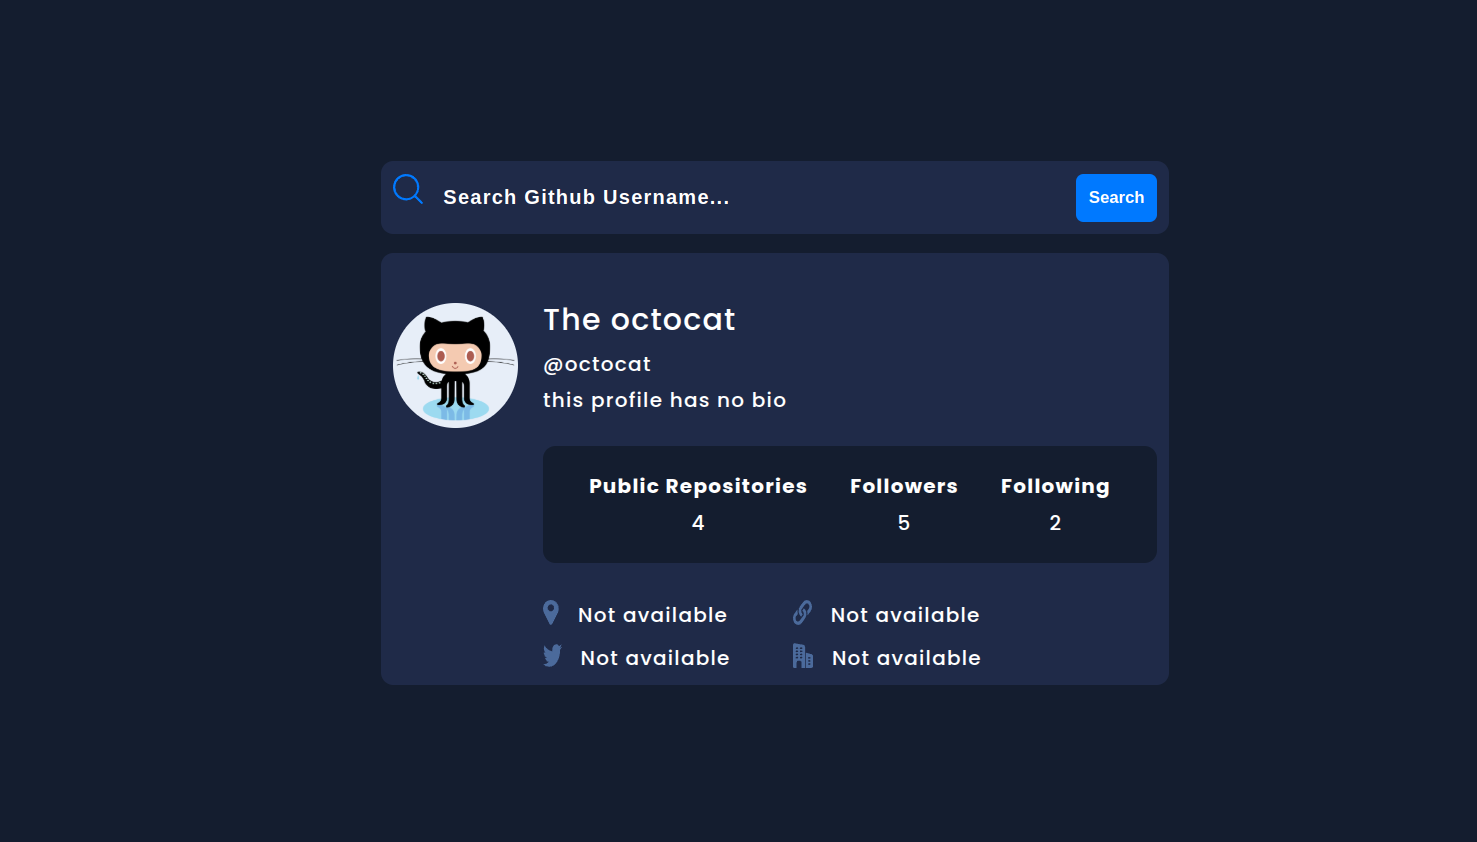 Search Github Username...
Search
The octocat
@octocat
this profile has no bio
Public Repositories Followers Following
4 5 2
Not available Not available
Not available Not available